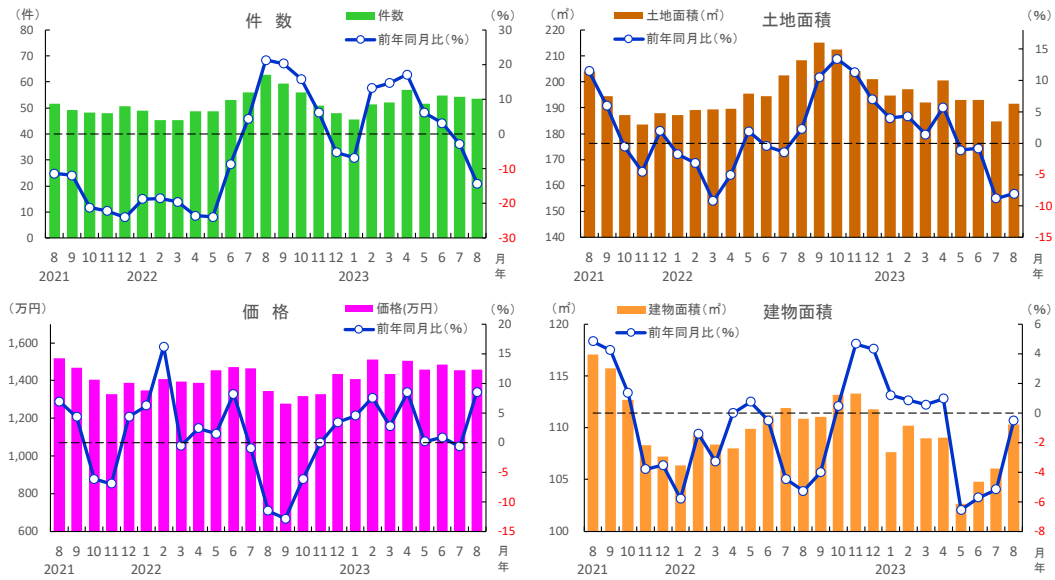 （件）
件 数
件数
前年同月比（%）
（%）
80
70
60
50
40
30
20
10
0
30
20
10
0
-10
-20
-30
8 9 10 11 12 1 2 3 4 5 6 7 8 9 10 11 12 1 2 3 4 5 6 7 8 月
2021 2022 2023 年
（㎡）
土地面積
土地面積（㎡）
前年同月比（%）
（%）
220
210
200
190
180
170
160
150
140
15
10
5
0
-5
-10
-15
8 9 10 11 12 1 2 3 4 5 6 7 8 9 10 11 12 1 2 3 4 5 6 7 8 月
2021 2022 2023 年
（万円）
価 格
価格(万円)
前年同月比（%）
（%）
1,600
1,400
1,200
1,000
800
600
20
15
10
5
0
-5
-10
-15
8 9 10 11 12 1 2 3 4 5 6 7 8 9 10 11 12 1 2 3 4 5 6 7 8 月
2021 2022 2023 年
（㎡）
建物面積
建物面積（㎡）
前年同月比（%）
（%）
120
115
110
105
100
6
4
2
0
-2
-4
-6
-8
8 9 10 11 12 1 2 3 4 5 6 7 8 9 10 11 12 1 2 3 4 5 6 7 8 月
2021 2022 2023 年